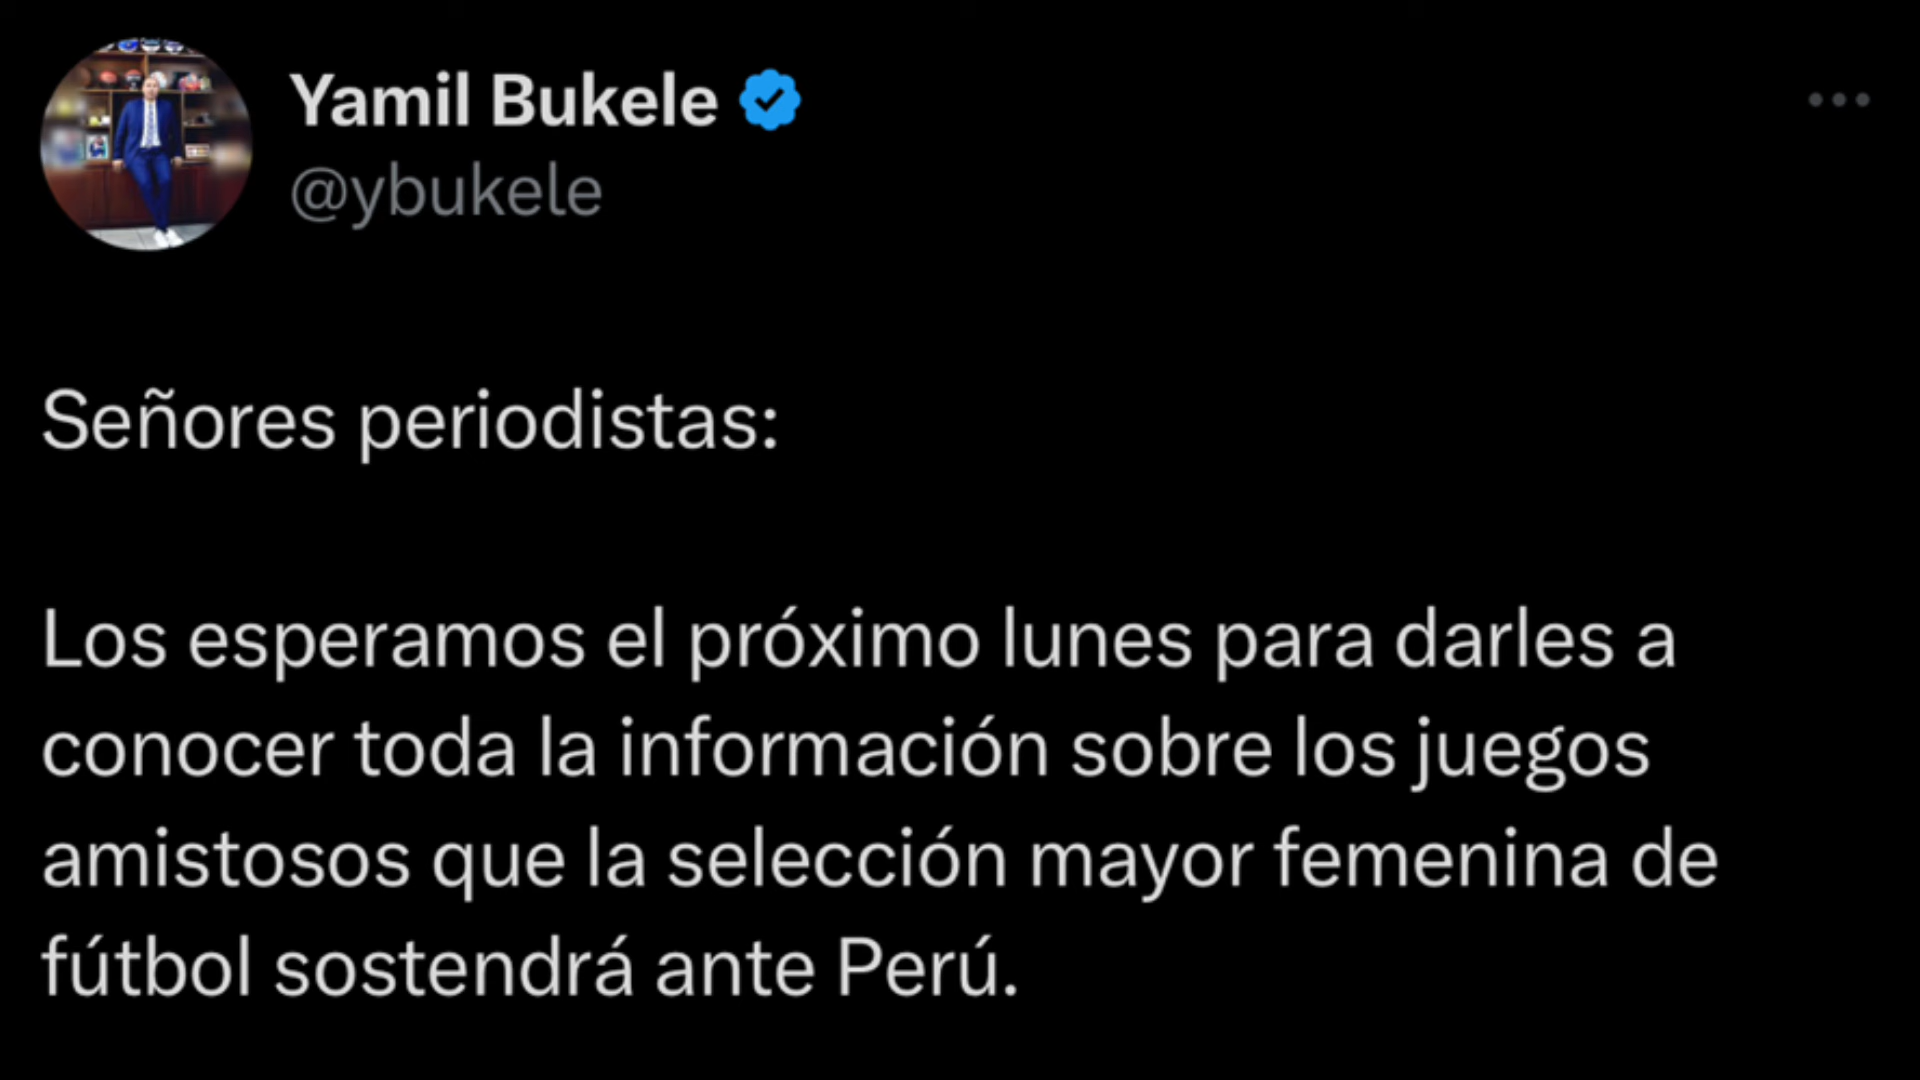 Yamil Bukele
@ybukele
Señores periodistas:
Los esperamos el próximo lunes para darles a
conocer toda la información sobre los juegos
amistosos que la selección mayor femenina de
fútbol sostendrá ante Perú.